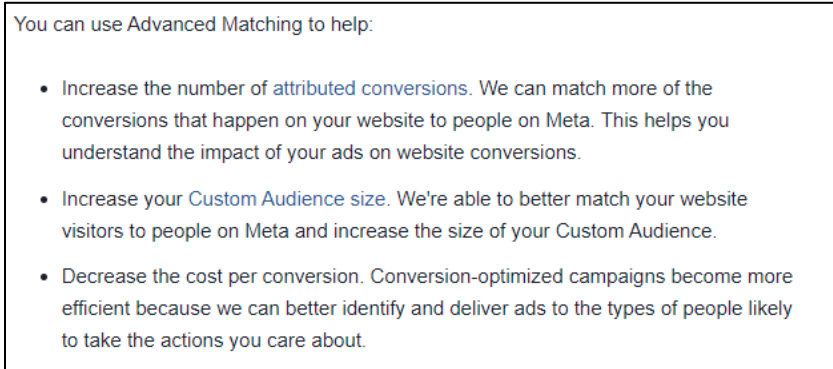 You can use Advanced Matching to help:
• Increase the number of attributed conversions. We can match more of the
conversions that happen on your website to people on Meta. This helps you
understand the impact of your ads on website conversions.
• Increase your Custom Audience size. We're able to better match your website
visitors to people on Meta and increase the size of your Custom Audience.
• Decrease the cost per conversion. Conversion-optimized campaigns become more
efficient because we can better identify and deliver ads to the types of people likely
to take the actions you care about.